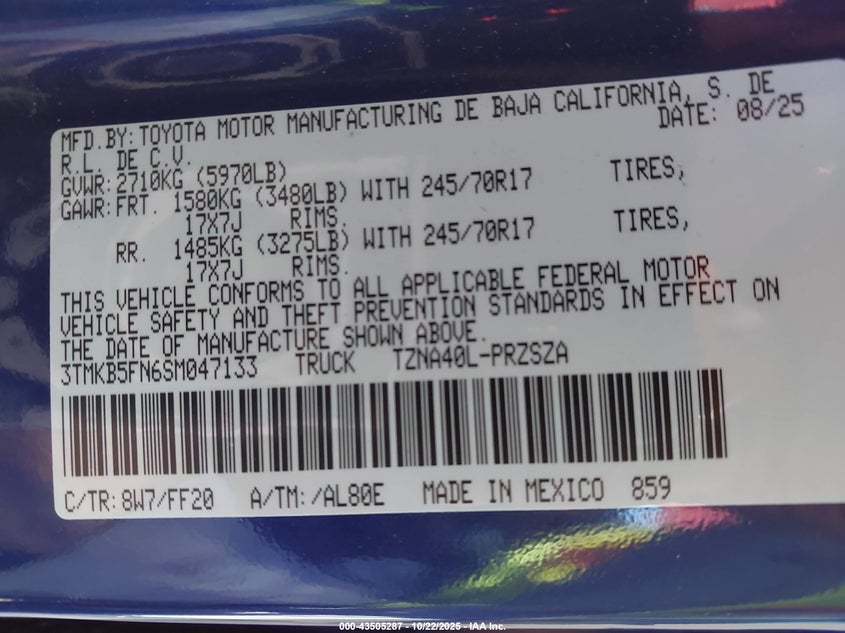 MFD.BY: TOYOTA MOTOR MANUFACTURING DE BAJA CALIFORNIA, S. DE
R.L. DE C.V. DATE: 08/25
GVWR: 2710KG (5970LB)
GAWR: FRT. 1580KG (3480LB) WITH 245/70R17 TIRES,
17X7J RIMS.
RR. 1485KG (3275LB) WITH 245/70R17 TIRES,
17X7J RIMS.
THIS VEHICLE CONFORMS TO ALL APPLICABLE FEDERAL MOTOR
VEHICLE SAFETY AND THEFT PREVENTION STANDARDS IN EFFECT ON
THE DATE OF MANUFACTURE SHOWN ABOVE.
3TMKB5FN6SM047133 TRUCK TZNA40L-PRZSZA
C/TR: 8W7/FF20 A/TM: /AL80E MADE IN MEXICO 859
000-43505287 - 10/22/2025 - IAA Inc.